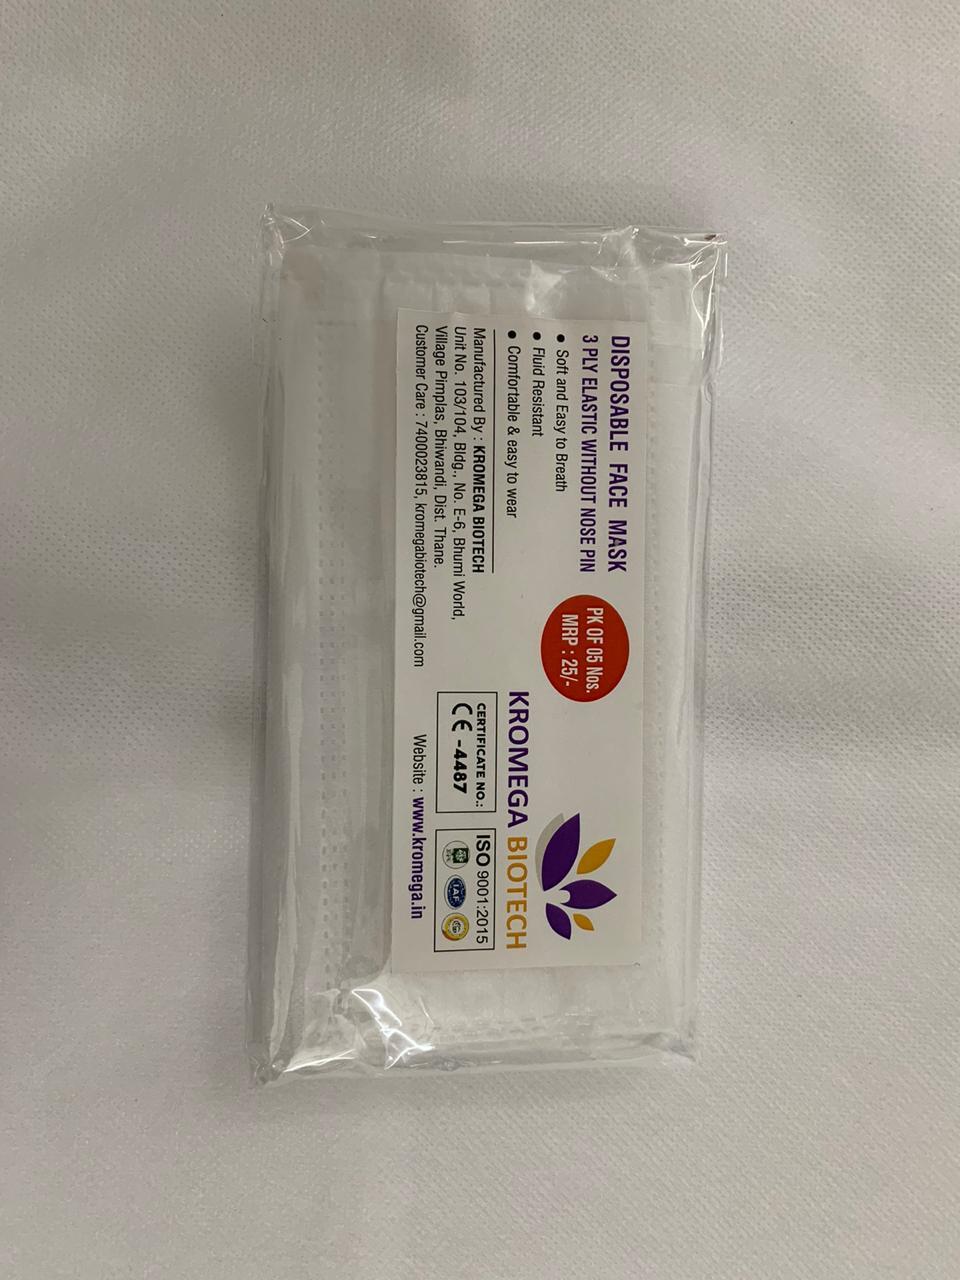 DISPOSABLE FACE MASK
3 PLY ELASTIC WITHOUT NOSE PIN
• Soft and Easy to Breath
• Fluid Resistant
• Comfortable & easy to wear
PK OF 05 Nos.
MRP : 25/-
KROMEGA BIOTECH
Manufactured By : KROMEGA BIOTECH
Unit No. 103/104, Bldg., No. E-6, Bhumi World,
Village Pimplas, Bhiwandi, Dist. Thane.
Customer Care : 7400023815, kromegabiotech@gmail.com
CERTIFICATE NO.:
CE -4487
ISO 9001:2015
IAF
Website : www.kromega.in